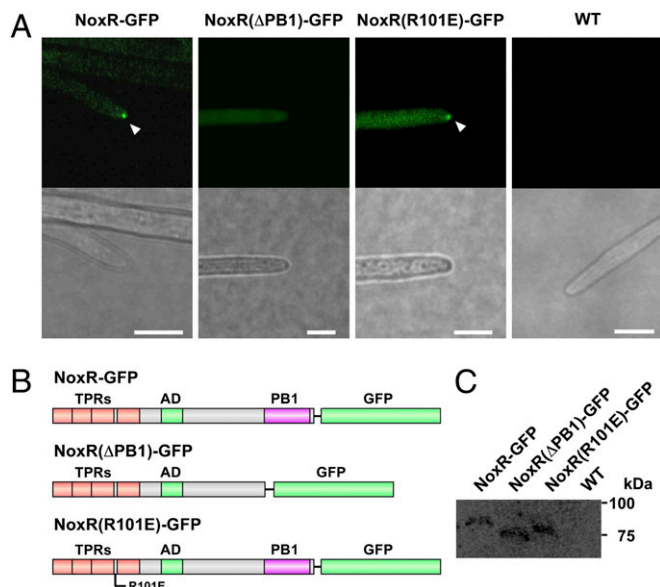 A
NoxR-GFP NoxR(ΔPB1)-GFP NoxR(R101E)-GFP WT
B
NoxR-GFP
TPRs AD PB1 GFP
NoxR(ΔPB1)-GFP
TPRs AD GFP
NoxR(R101E)-GFP
TPRs AD PB1 GFP
R101E
C
NoxR-GFP
NoxR(ΔPB1)-GFP
NoxR(R101E)-GFP
WT
kDa
100
75